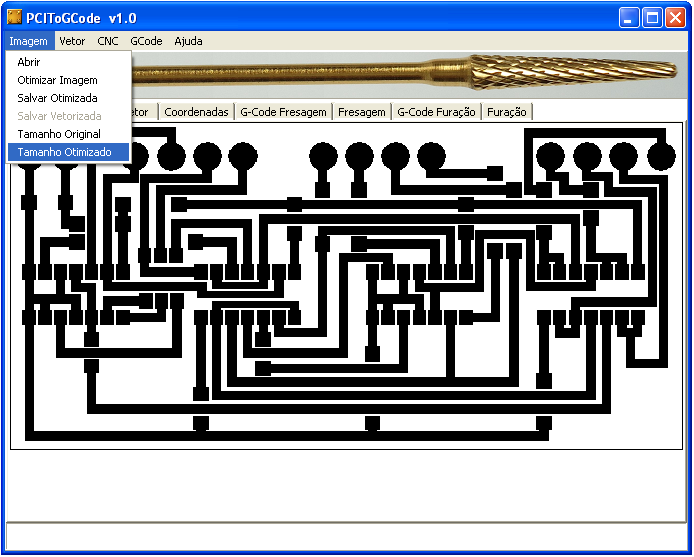 PCIToGCode v1.0
Imagem Vetor CNC GCode Ajuda
Abrir
Otimizar Imagem
Salvar Otimizada
Salvar Vetorizada
Tamanho Original
Tamanho Otimizado
Coordenadas G-Code Fresagem Fresagem G-Code Furação Furação